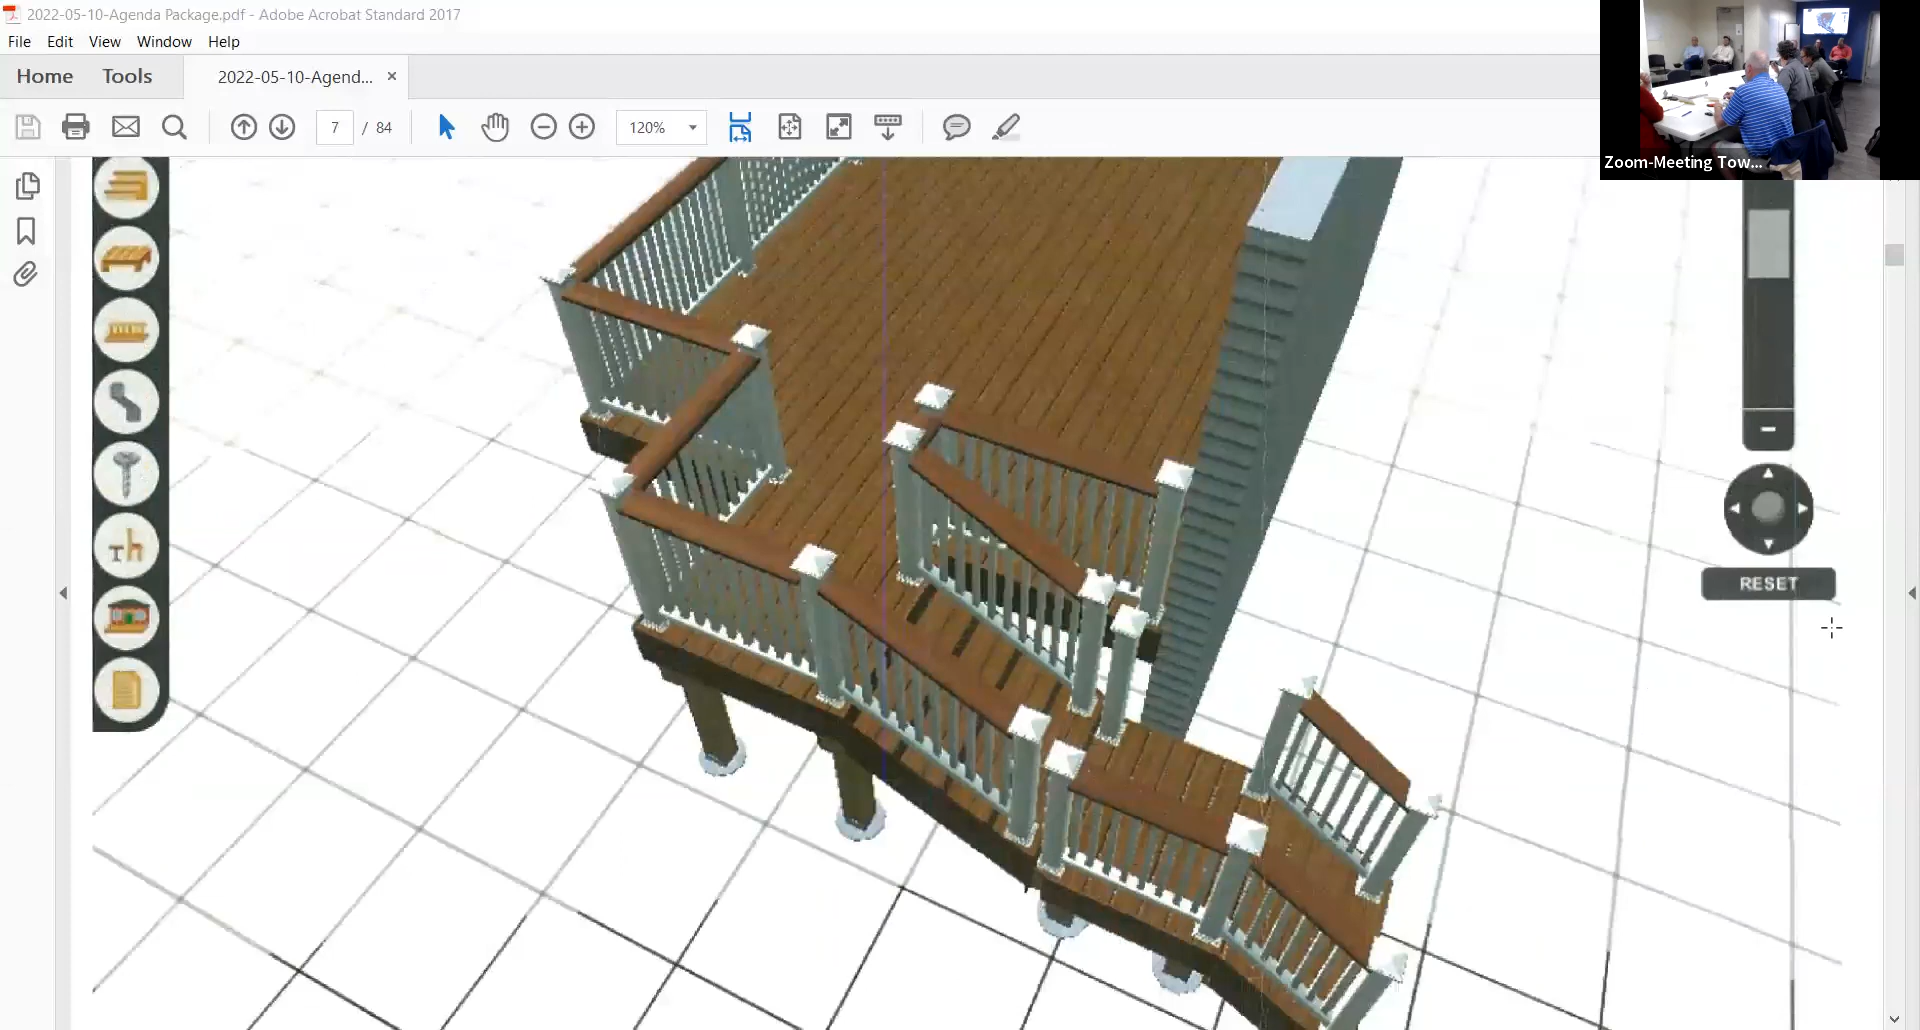 2022-05-10-Agenda Package.pdf - Adobe Acrobat Standard 2017
File Edit View Window Help
Home Tools 2022-05-10-Agend... ×
7 / 84 120%
Zoom-Meeting Tow...
RESET